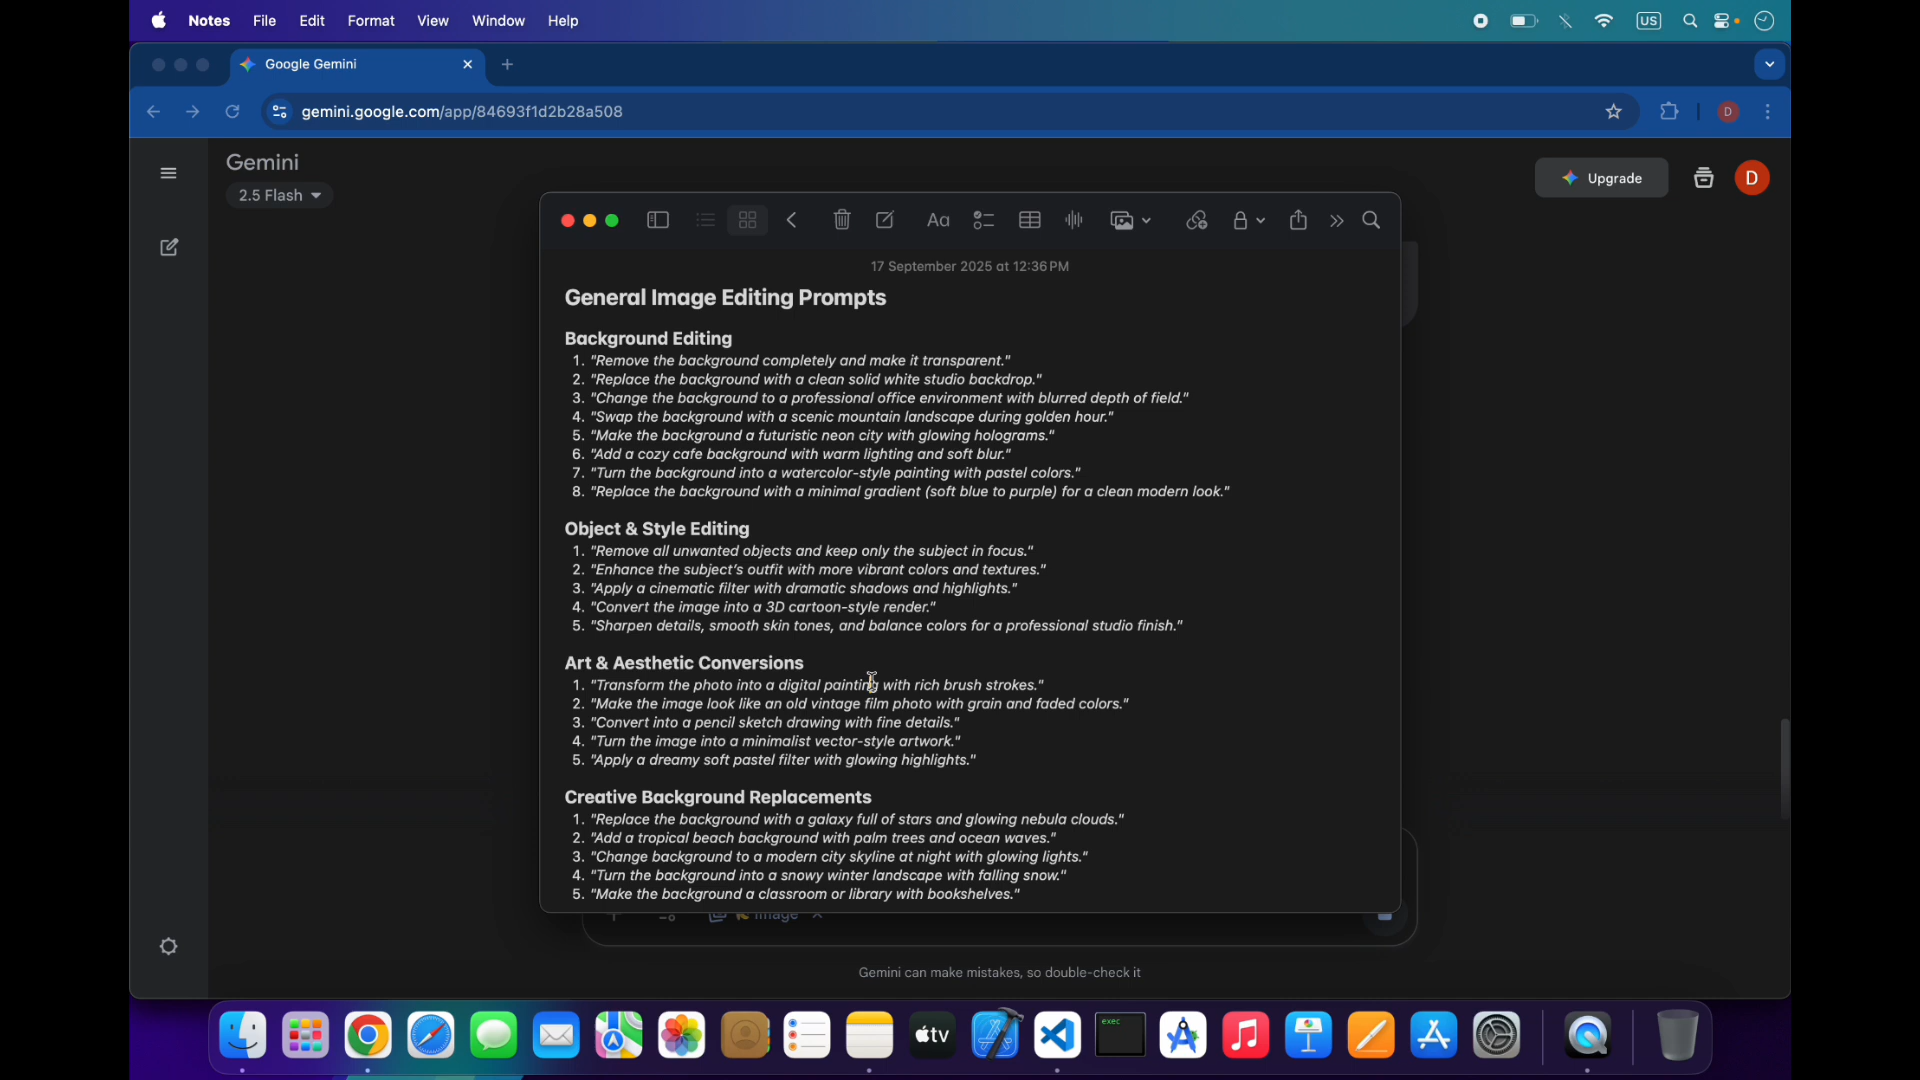 Notes File Edit Format View Window Help
US
Google Gemini
gemini.google.com/app/84693f1d2b28a508
D
Gemini
2.5 Flash
Upgrade
D
Aa
17 September 2025 at 12:36 PM
General Image Editing Prompts
Background Editing
1. "Remove the background completely and make it transparent."
2. "Replace the background with a clean solid white studio backdrop."
3. "Change the background to a professional office environment with blurred depth of field."
4. "Swap the background with a scenic mountain landscape during golden hour."
5. "Make the background a futuristic neon city with glowing holograms."
6. "Add a cozy cafe background with warm lighting and soft blur."
7. "Turn the background into a watercolor-style painting with pastel colors."
8. "Replace the background with a minimal gradient (soft blue to purple) for a clean modern look."
Object & Style Editing
1. "Remove all unwanted objects and keep only the subject in focus."
2. "Enhance the subject's outfit with more vibrant colors and textures."
3. "Apply a cinematic filter with dramatic shadows and highlights."
4. "Convert the image into a 3D cartoon-style render."
5. "Sharpen details, smooth skin tones, and balance colors for a professional studio finish."
Art & Aesthetic Conversions
1. "Transform the photo into a digital painting with rich brush strokes."
2. "Make the image look like an old vintage film photo with grain and faded colors."
3. "Convert into a pencil sketch drawing with fine details."
4. "Turn the image into a minimalist vector-style artwork."
5. "Apply a dreamy soft pastel filter with glowing highlights."
Creative Background Replacements
1. "Replace the background with a galaxy full of stars and glowing nebula clouds."
2. "Add a tropical beach background with palm trees and ocean waves."
3. "Change background to a modern city skyline at night with glowing lights."
4. "Turn the background into a snowy winter landscape with falling snow."
5. "Make the background a classroom or library with bookshelves."
Image
Gemini can make mistakes, so double-check it
tv
exec